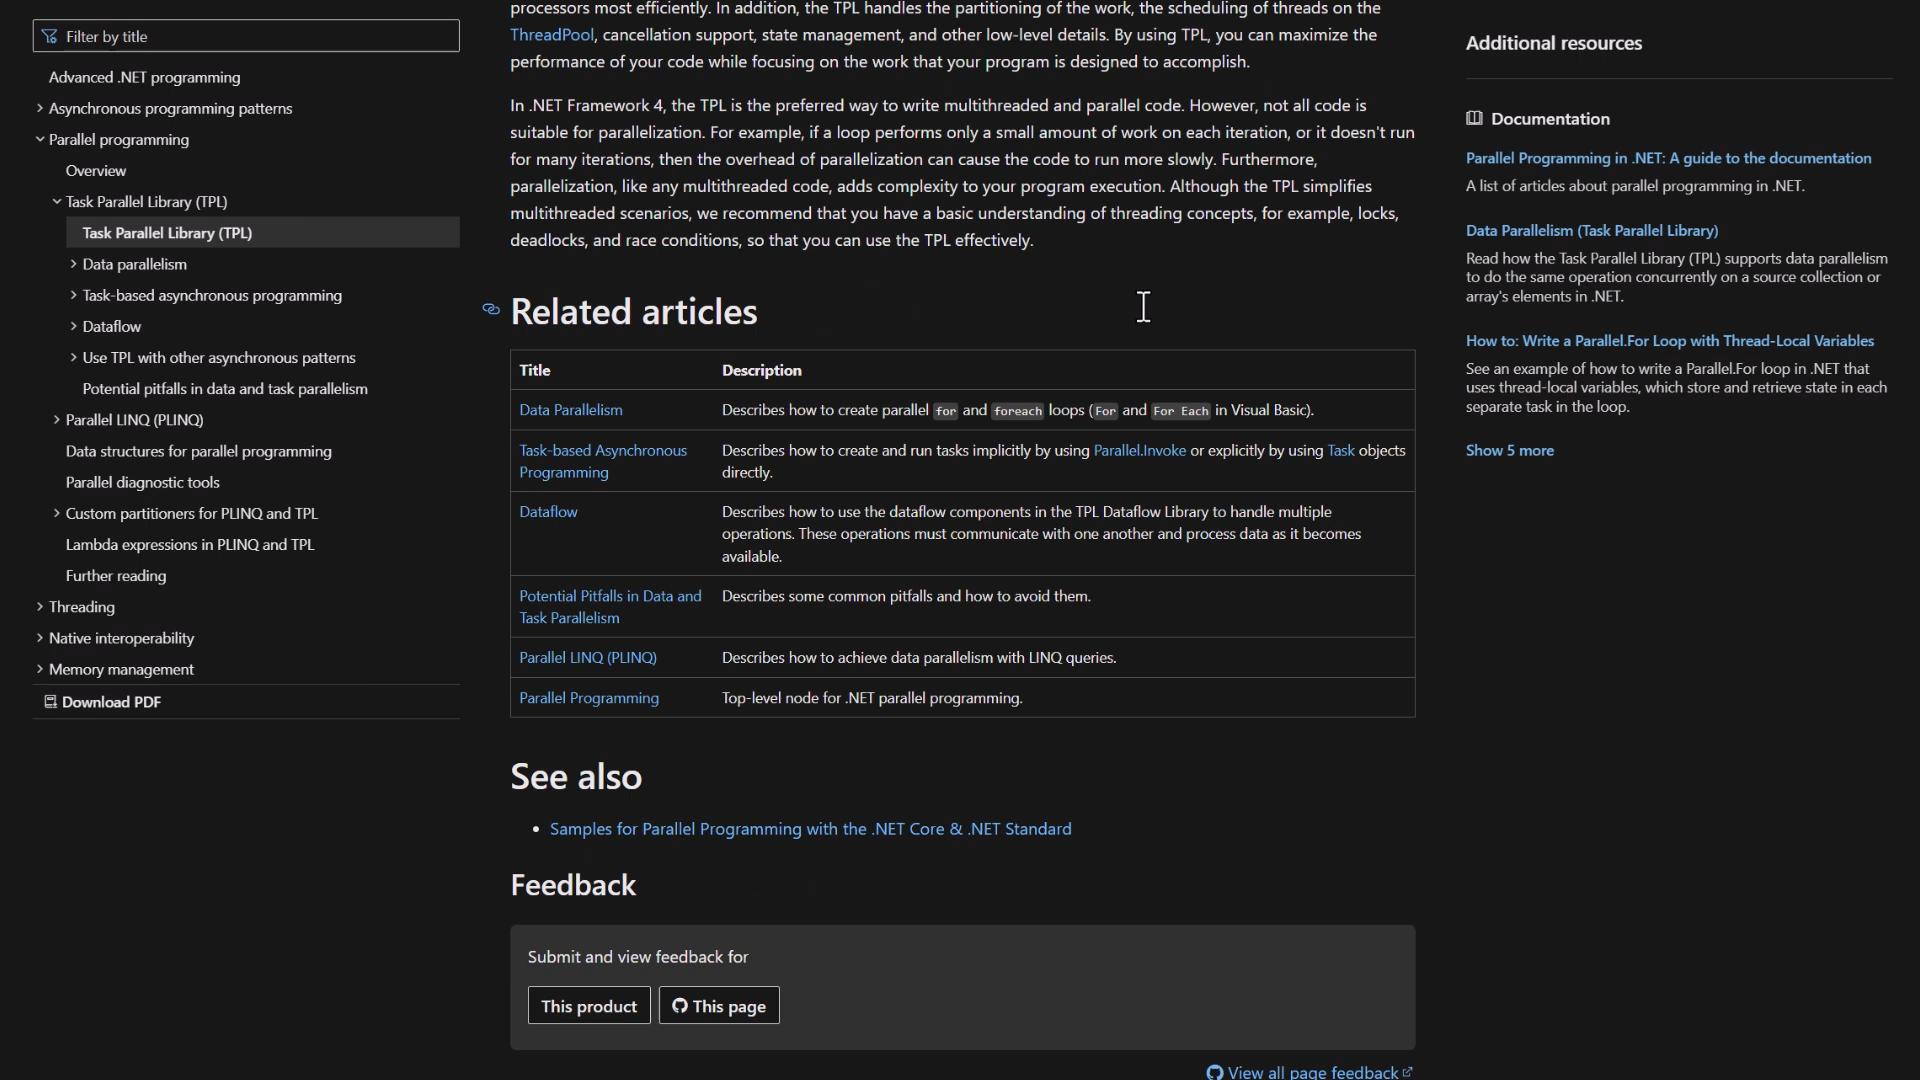 Filter by title
Advanced .NET programming
Asynchronous programming patterns
Parallel programming
Overview
Task Parallel Library (TPL)
Task Parallel Library (TPL)
Data parallelism
Task-based asynchronous programming
Dataflow
Use TPL with other asynchronous patterns
Potential pitfalls in data and task parallelism
Parallel LINQ (PLINQ)
Data structures for parallel programming
Parallel diagnostic tools
Custom partitioners for PLINQ and TPL
Lambda expressions in PLINQ and TPL
Further reading
Threading
Native interoperability
Memory management
Download PDF
processors most efficiently. In addition, the TPL handles the partitioning of the work, the scheduling of threads on the
ThreadPool, cancellation support, state management, and other low-level details. By using TPL, you can maximize the
performance of your code while focusing on the work that your program is designed to accomplish.
In .NET Framework 4, the TPL is the preferred way to write multithreaded and parallel code. However, not all code is
suitable for parallelization. For example, if a loop performs only a small amount of work on each iteration, or it doesn't run
for many iterations, then the overhead of parallelization can cause the code to run more slowly. Furthermore,
parallelization, like any multithreaded code, adds complexity to your program execution. Although the TPL simplifies
multithreaded scenarios, we recommend that you have a basic understanding of threading concepts, for example, locks,
deadlocks, and race conditions, so that you can use the TPL effectively.
Related articles
Title Description
Data Parallelism Describes how to create parallel for and foreach loops (For and For Each in Visual Basic).
Task-based Asynchronous Describes how to create and run tasks implicitly by using Parallel.Invoke or explicitly by using Task objects
Programming directly.
Dataflow Describes how to use the dataflow components in the TPL Dataflow Library to handle multiple
operations. These operations must communicate with one another and process data as it becomes
available.
Potential Pitfalls in Data and Describes some common pitfalls and how to avoid them.
Task Parallelism
Parallel LINQ (PLINQ) Describes how to achieve data parallelism with LINQ queries.
Parallel Programming Top-level node for .NET parallel programming.
See also
• Samples for Parallel Programming with the .NET Core & .NET Standard
Feedback
Submit and view feedback for
This product This page
View all page feedback
Additional resources
Documentation
Parallel Programming in .NET: A guide to the documentation
A list of articles about parallel programming in .NET.
Data Parallelism (Task Parallel Library)
Read how the Task Parallel Library (TPL) supports data parallelism
to do the same operation concurrently on a source collection or
array's elements in .NET.
How to: Write a Parallel.For Loop with Thread-Local Variables
See an example of how to write a Parallel.For loop in .NET that
uses thread-local variables, which store and retrieve state in each
separate task in the loop.
Show 5 more